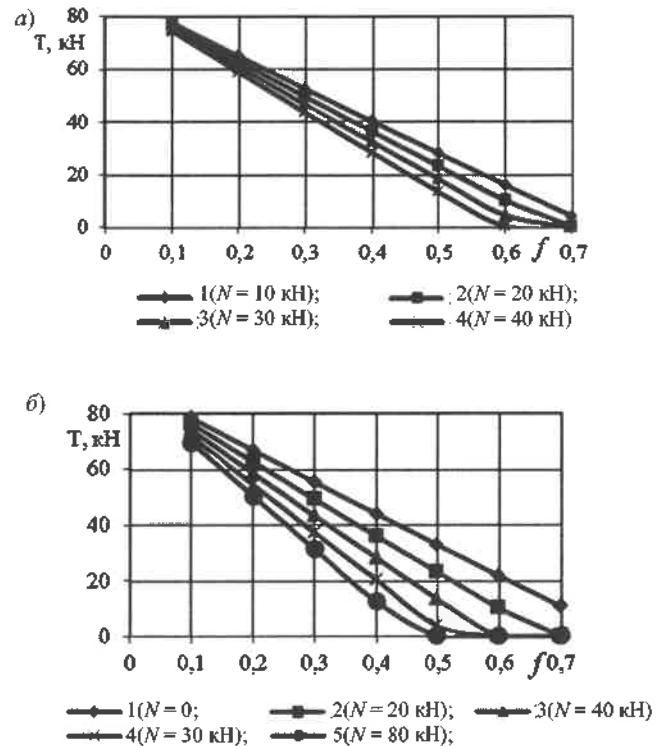 а)
80
Т, кН
60
40
20
0
0 0,1 0,2 0,3 0,4 0,5 0,6 f 0,7
1(N = 10 кН); 2(N = 20 кН);
3(N = 30 кН); 4(N = 40 кН)
б)
80
Т, кН
60
40
20
0
0 0,1 0,2 0,3 0,4 0,5 0,6 f 0,7
1(N = 0; 2(N = 20 кН); 3(N = 40 кН)
4(N = 30 кН); 5(N = 80 кН);